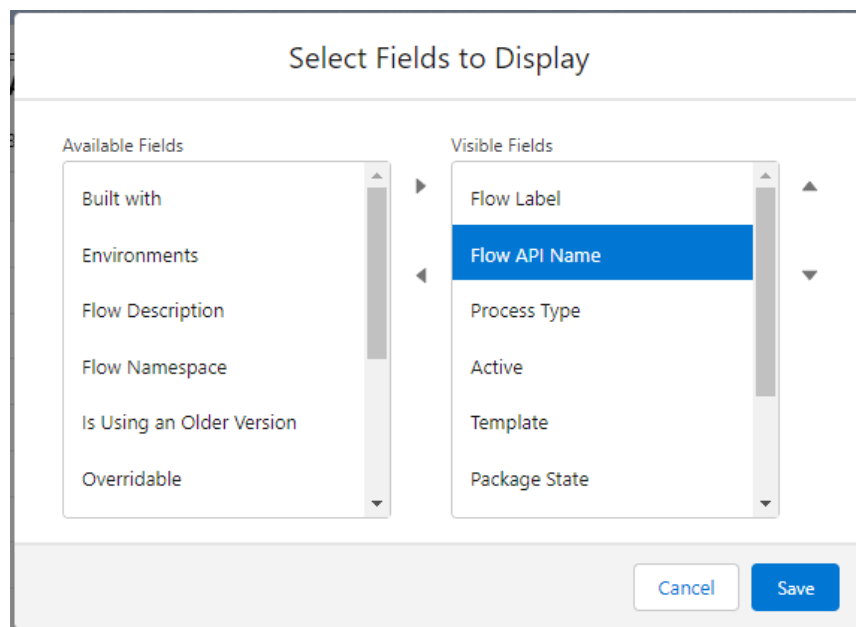 Select Fields to Display
Available Fields
Built with
Environments
Flow Description
Flow Namespace
Is Using an Older Version
Overridable
Visible Fields
Flow Label
Flow API Name
Process Type
Active
Template
Package State
Cancel
Save